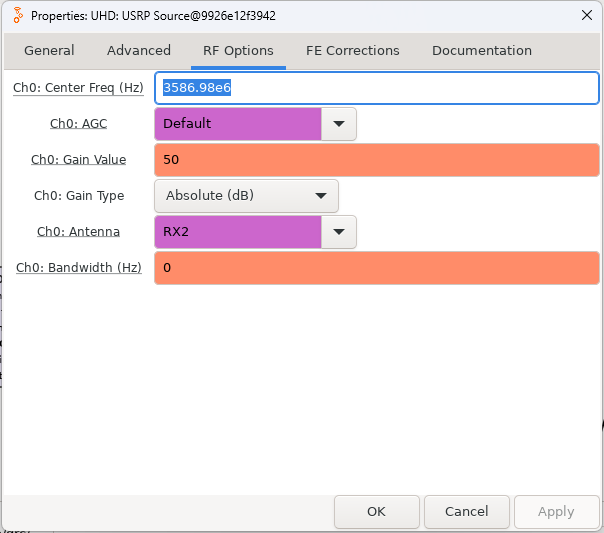 Properties: UHD: USRP Source@9926e12f3942
General Advanced RF Options FE Corrections Documentation
Ch0: Center Freq (Hz) 3586.98e6
Ch0: AGC Default
Ch0: Gain Value 50
Ch0: Gain Type Absolute (dB)
Ch0: Antenna RX2
Ch0: Bandwidth (Hz) 0
OK Cancel Apply